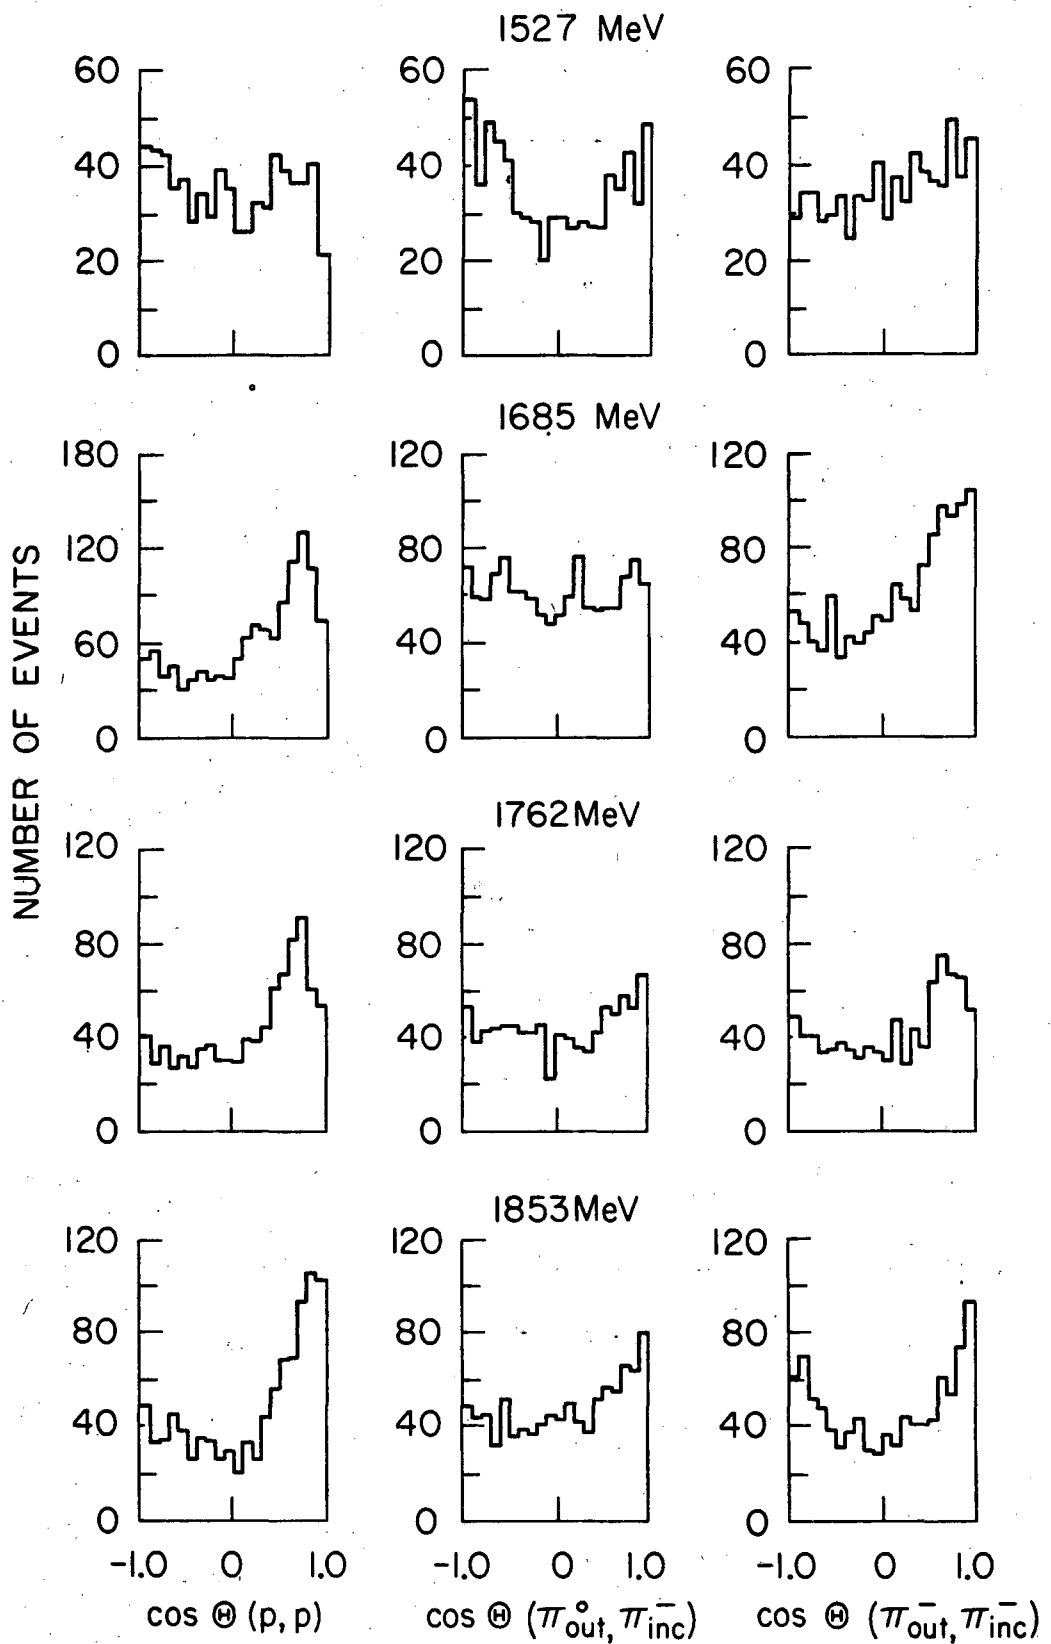 1527 MeV
60 60 60
40 40 40
20 20 20
0 0 0
1685 MeV
180 120 120
120 80 80
60 40 40
0 0 0
NUMBER OF EVENTS
1762 MeV
120 120 120
80 80 80
40 40 40
0 0 0
1853 MeV
120 120 120
80 80 80
40 40 40
0 0 0
-1.0 0 1.0 -1.0 0 1.0 -1.0 0 1.0
cos Θ (p, p) cos Θ (π°out, π−inc) cos Θ (π−out, π−inc)